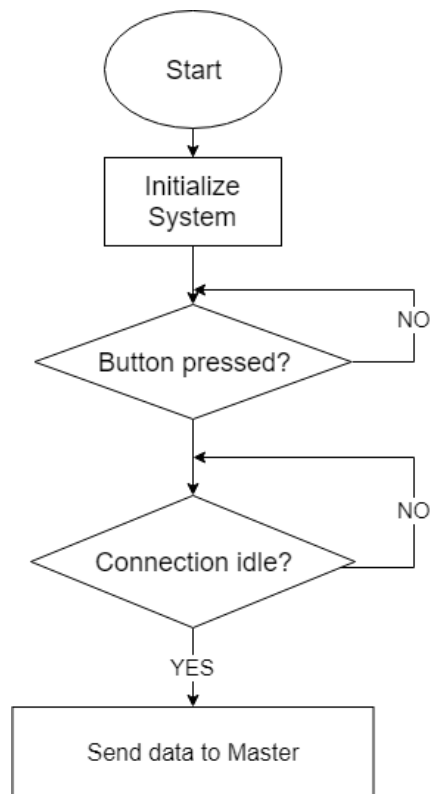 Start
Initialize
System
NO
Button pressed?
NO
Connection idle?
YES
Send data to Master